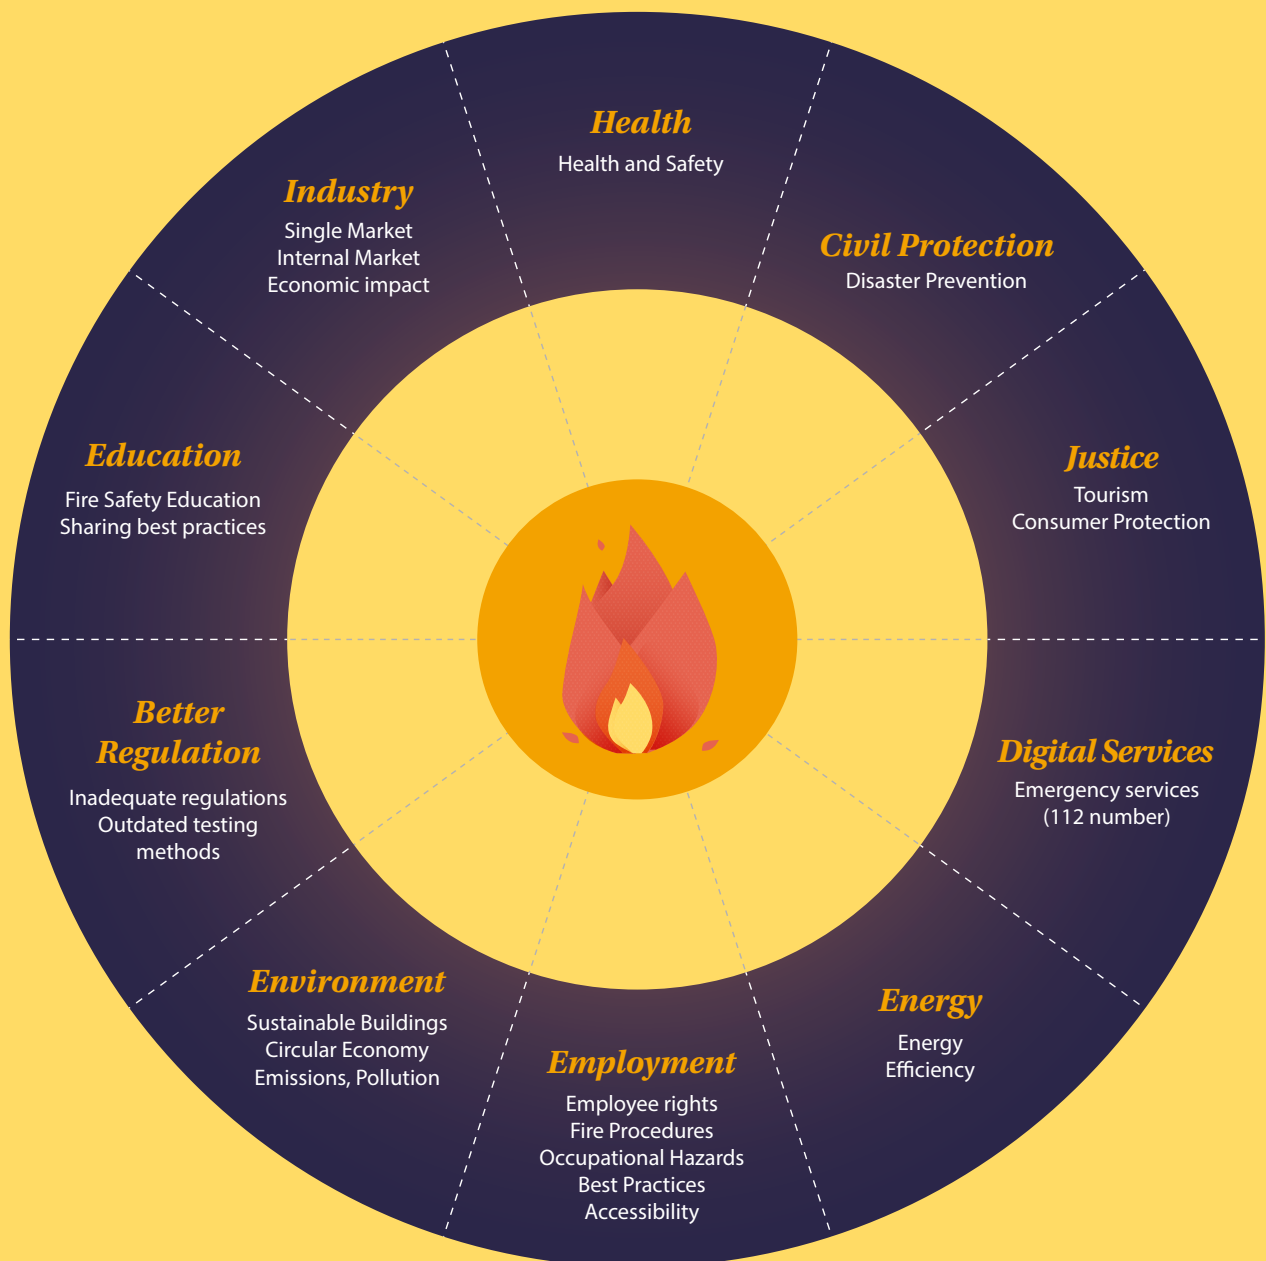 Health
Health and Safety
Civil Protection
Disaster Prevention
Justice
Tourism
Consumer Protection
Digital Services
Emergency services
(112 number)
Energy
Energy
Efficiency
Employment
Employee rights
Fire Procedures
Occupational Hazards
Best Practices
Accessibility
Environment
Sustainable Buildings
Circular Economy
Emissions, Pollution
Better
Regulation
Inadequate regulations
Outdated testing
methods
Education
Fire Safety Education
Sharing best practices
Industry
Single Market
Internal Market
Economic impact